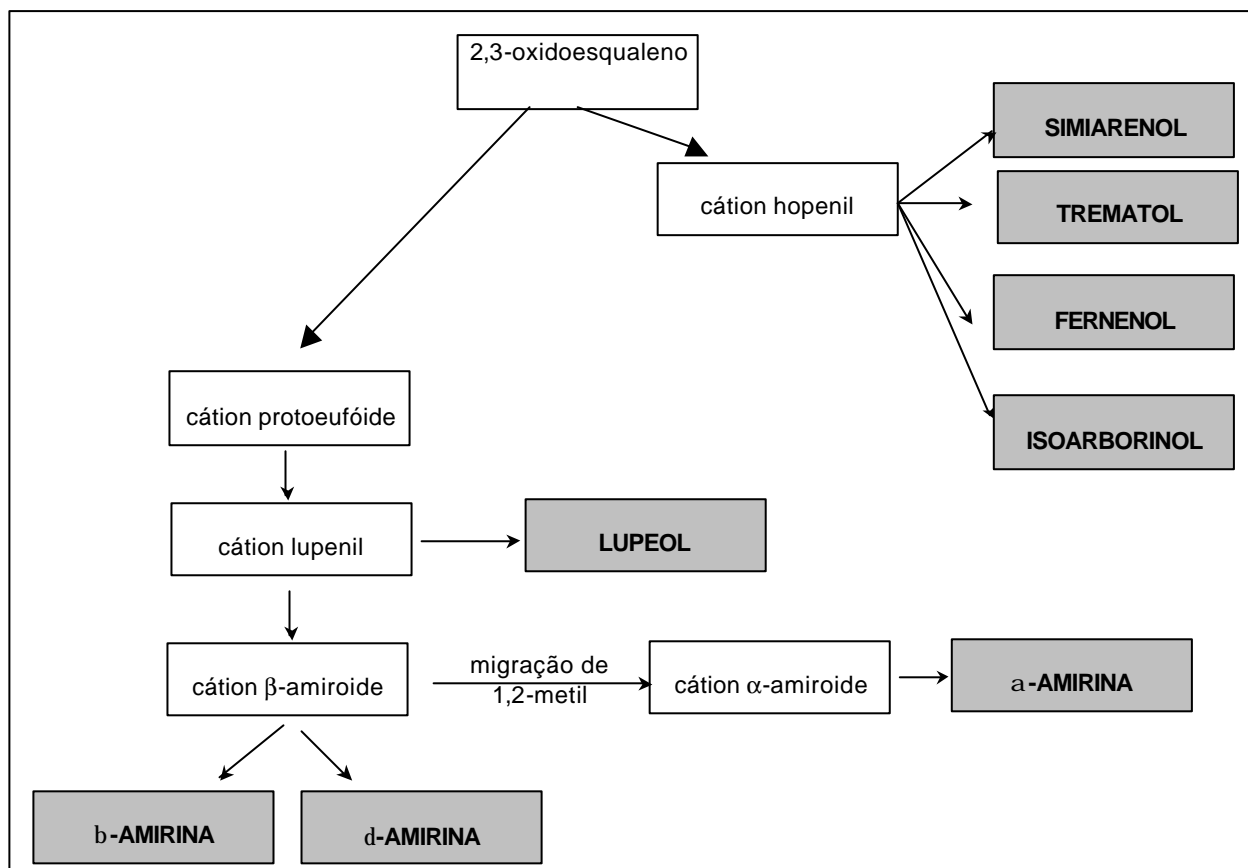 2,3-oxidoesqualeno
SIMIARENOL
cátion hopenil
TREMATOL
FERNENOL
cátion protoeufóide
ISOARBORINOL
cátion lupenil
LUPEOL
cátion β-amiroide
migração de
1,2-metil
cátion α-amiroide
a-AMIRINA
b-AMIRINA
d-AMIRINA